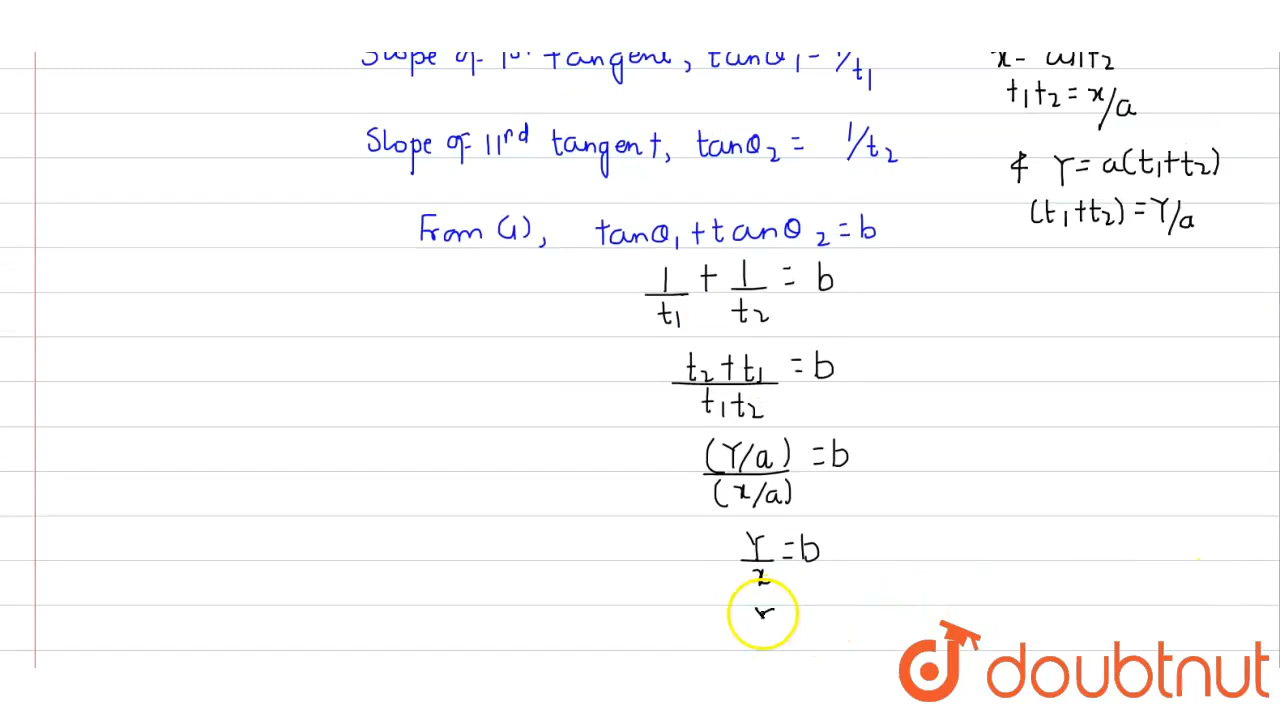 Slope of Ist tangent, tanθ1 = 1/t1
x = at1t2
t1t2 = x/a
Slope of IInd tangent, tanθ2 = 1/t2
& Y = a(t1+t2)
(t1+t2) = Y/a
From (1), tanθ1 + tanθ2 = b
1/t1 + 1/t2 = b
t2+t1/t1t2 = b
(Y/a)/(x/a) = b
Y/x = b
doubtnut